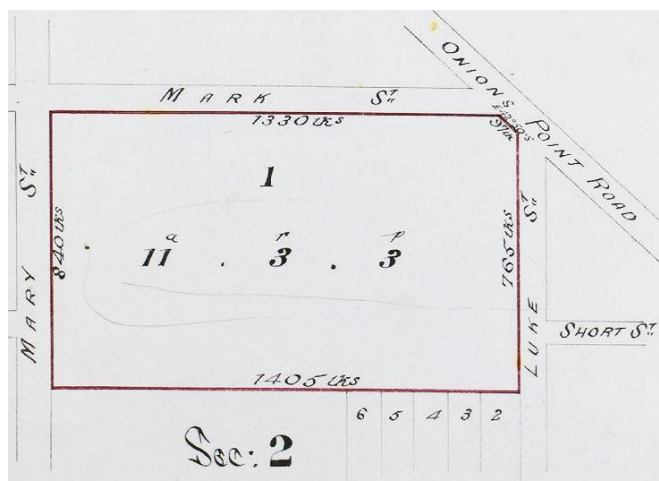 ONIONS POINT ROAD
MARK ST
1330 lks
1
MARY ST
840 lks
a r p
11 . 3 . 3
765 lks
LUKE ST
SHORT ST
1405 lks
6 5 4 3 2
Sec: 2